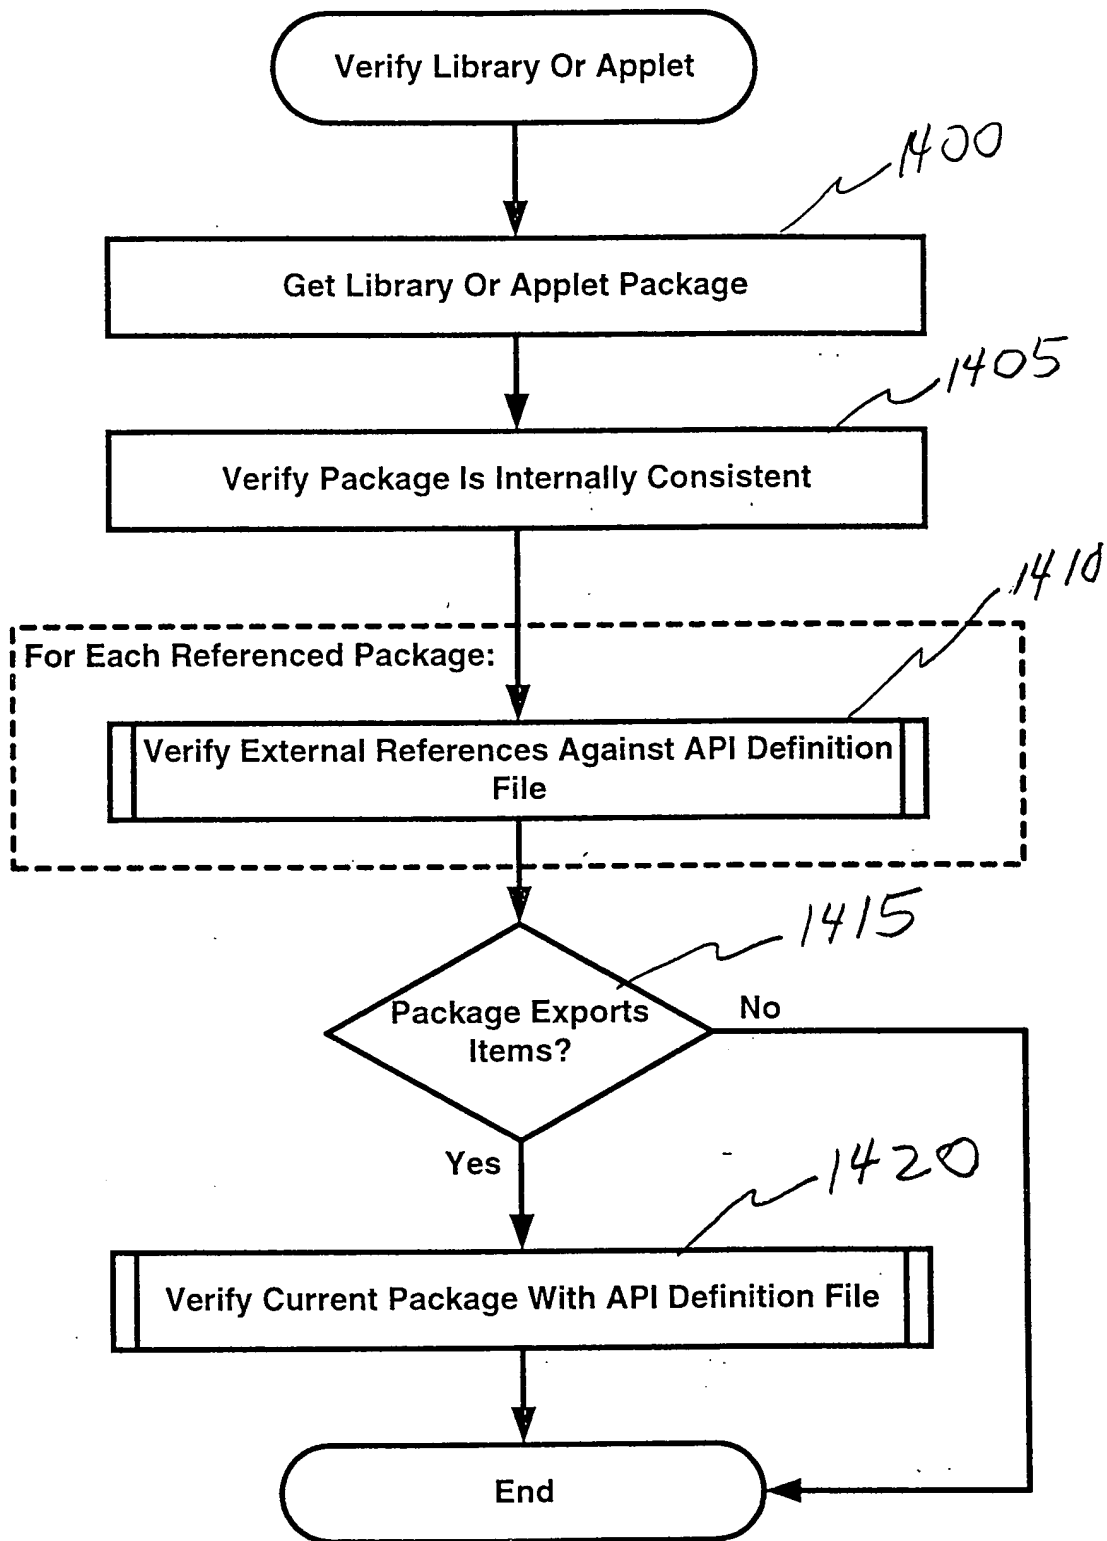 Verify Library Or Applet
1400
Get Library Or Applet Package
1405
Verify Package Is Internally Consistent
1410
For Each Referenced Package:
Verify External References Against API Definition
File
1415
Package Exports
Items?
No
Yes
1420
Verify Current Package With API Definition File
End